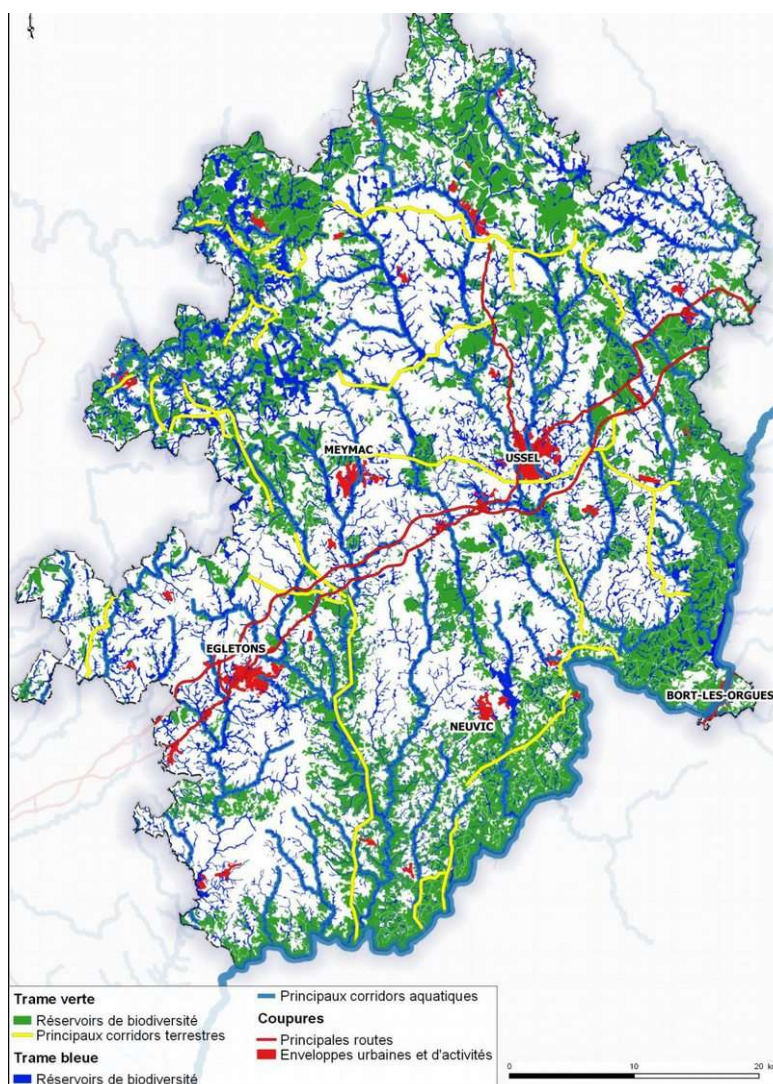 MEYMAC
USSEL
EGLETONS
BORT-LES-ORGUES
NEUVIC
Trame verte
Réservoirs de biodiversité
Principaux corridors terrestres
Trame bleue
Réservoirs de biodiversité
Principaux corridors aquatiques
Coupures
Principales routes
Enveloppes urbaines et d'activités
0 10 20